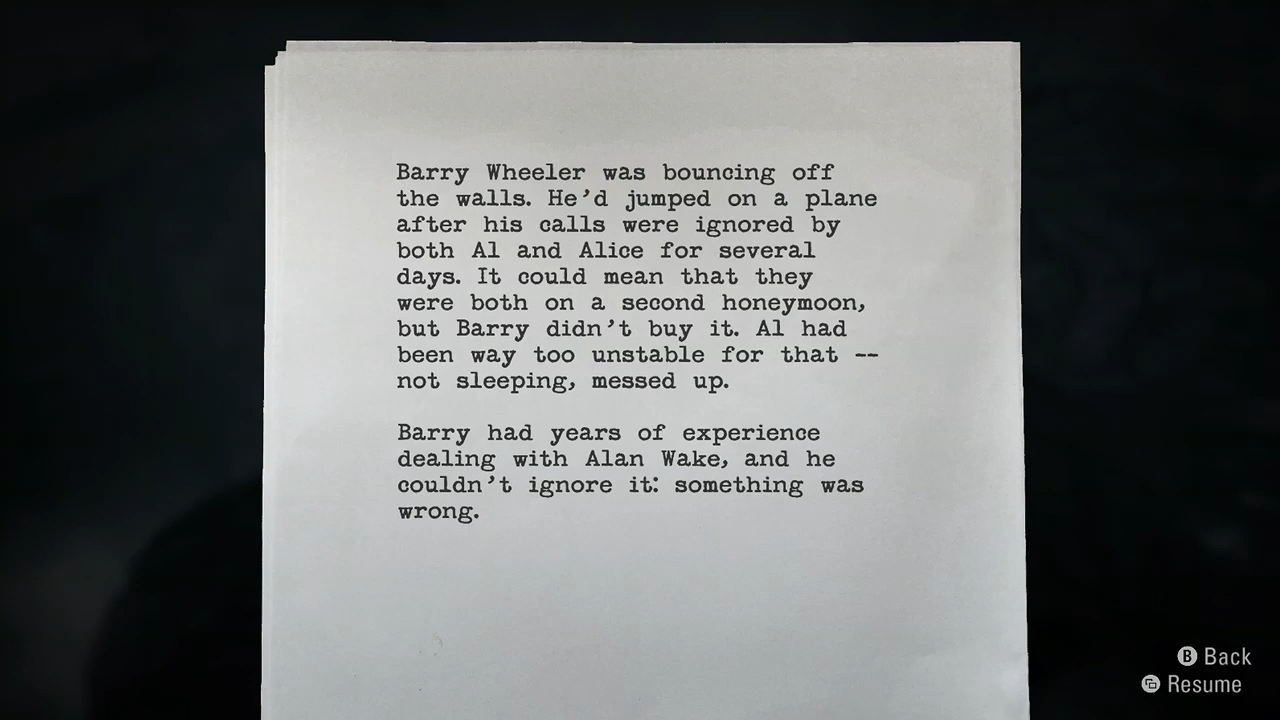 Barry Wheeler was bouncing off
the walls. He’d jumped on a plane
after his calls were ignored by
both Al and Alice for several
days. It could mean that they
were both on a second honeymoon,
but Barry didn’t buy it. Al had
been way too unstable for that --
not sleeping, messed up.
Barry had years of experience
dealing with Alan Wake, and he
couldn’t ignore it: something was
wrong.
B Back
Resume